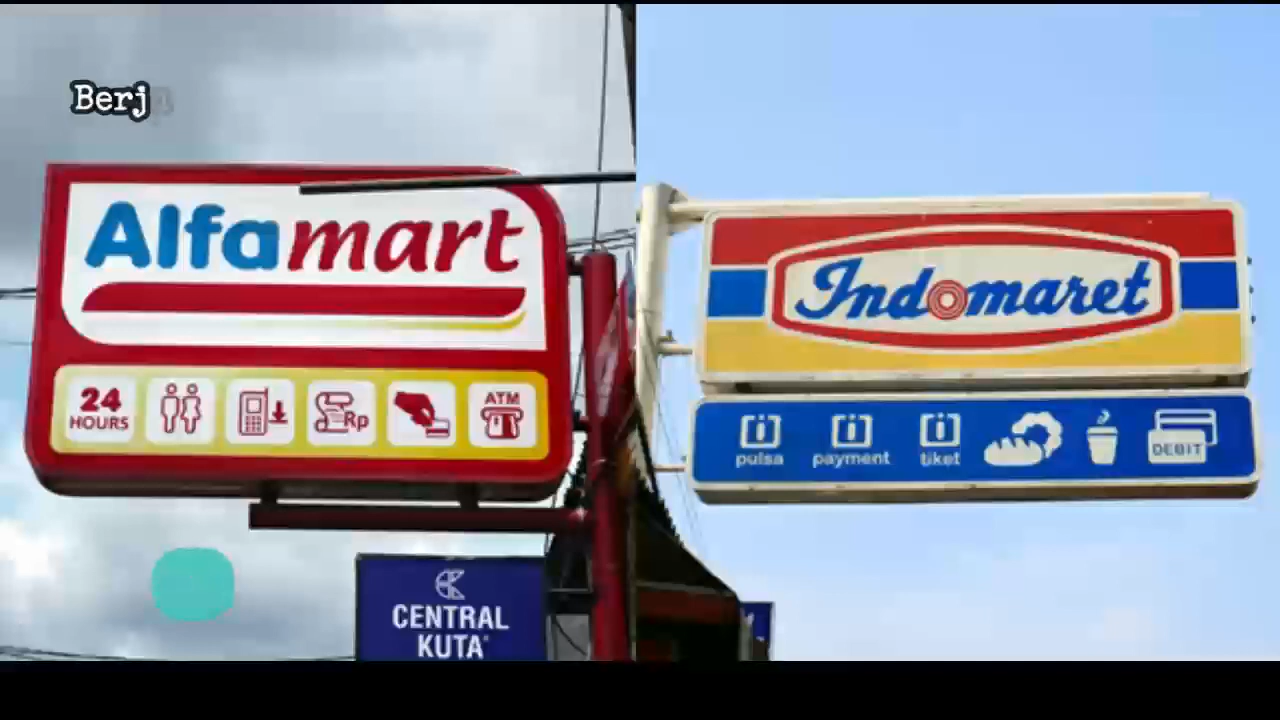 Berj
Alfamart
24
HOURS
Rp
ATM
CENTRAL
KUTA
Indomaret
pulsa
payment
tiket
DEBIT